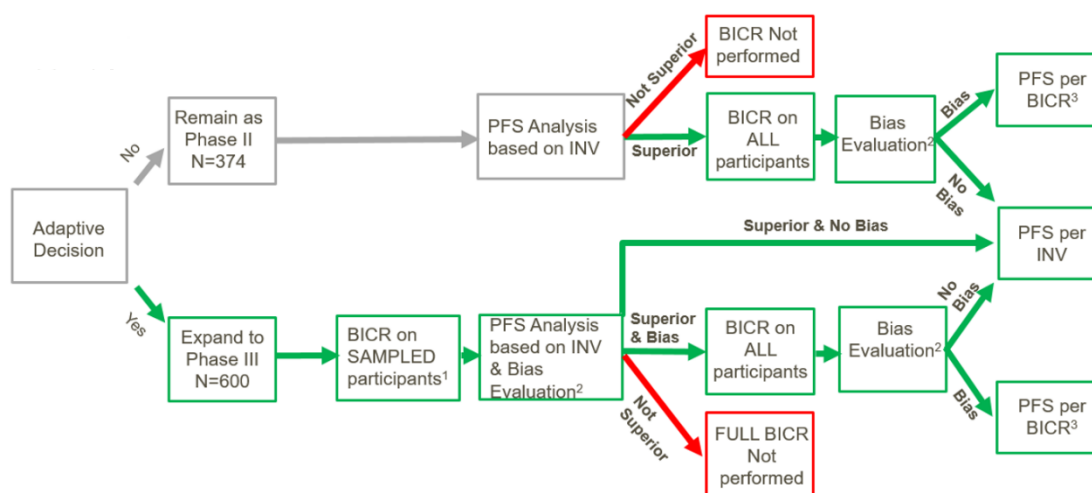 Adaptive
Decision
No
Yes
Remain as
Phase II
N=374
PFS Analysis
based on INV
Not Superior
Superior
BICR Not
performed
BICR on
ALL
participants
Bias
Evaluation²
Bias
No
Bias
PFS per
BICR³
Superior & No Bias
PFS per
INV
Expand to
Phase III
N=600
BICR on
SAMPLED
participants¹
PFS Analysis
based on INV
& Bias
Evaluation²
Superior
& Bias
Not
Superior
BICR on
ALL
participants
FULL BICR
Not
performed
Bias
Evaluation²
No
Bias
Bias
PFS per
BICR³